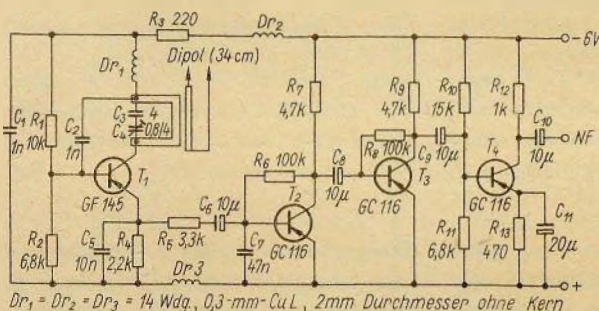 R3 220
Dr2
- 6V
Dr1
Dipol (34cm)
C1
1n
R1
10k
C2
1n
C3 4
C4 0,8/4
R7
4,7k
R9
4,7k
R10
15k
R12
1k
C10
10µ
NF
T1
GF 145
R6 100k
C8
10µ
R8 100k
C9
10µ
T3
GC 116
T4
GC 116
C6
10µ
T2
GC 116
R2
6,8k
C5
10n
R4
2,2k
R5 3,3k
C7
47n
R11
6,8k
R13
470
C11
20µ
Dr3
+
Dr1 = Dr2 = Dr3 = 14 Wdg., 0,3-mm-CuL, 2mm Durchmesser ohne Kern